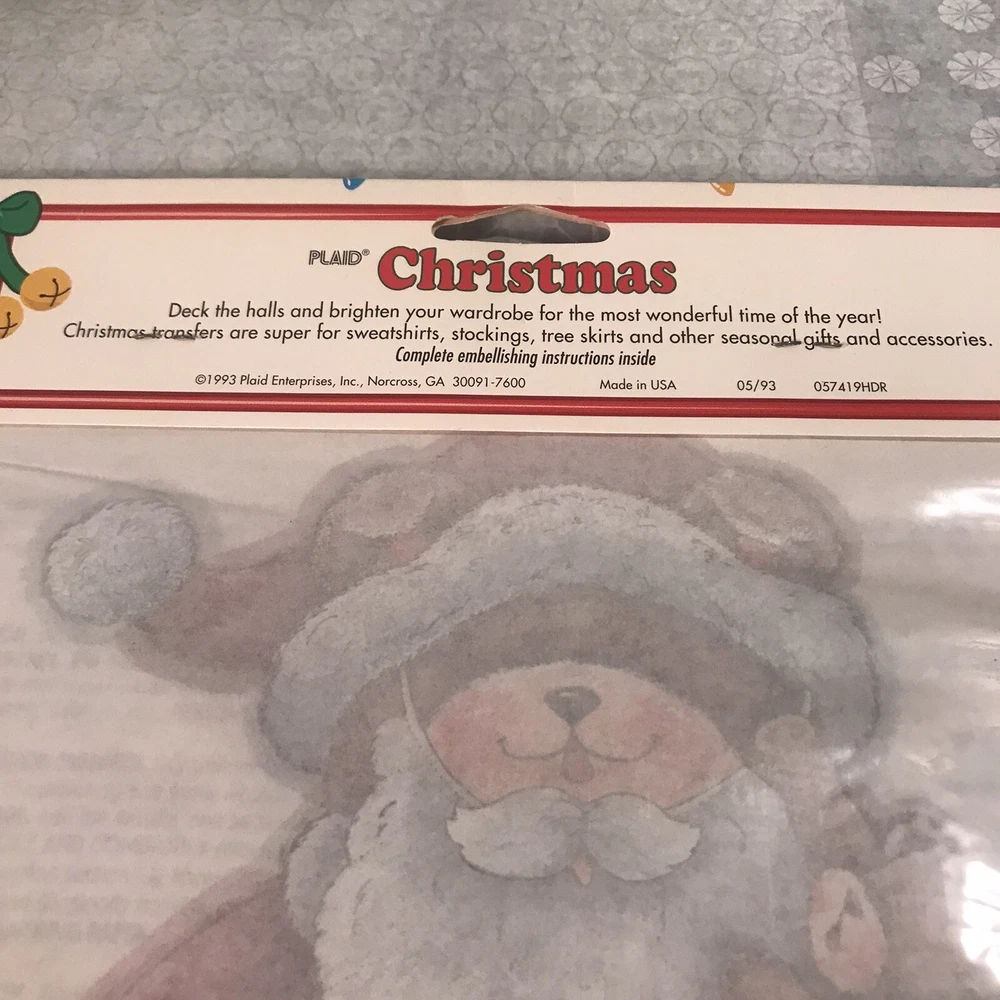 PLAID® Christmas
Deck the halls and brighten your wardrobe for the most wonderful time of the year!
Christmas transfers are super for sweatshirts, stockings, tree skirts and other seasonal gifts and accessories.
Complete embellishing instructions inside
©1993 Plaid Enterprises, Inc., Norcross, GA 30091-7600 Made in USA 05/93 057419HDR